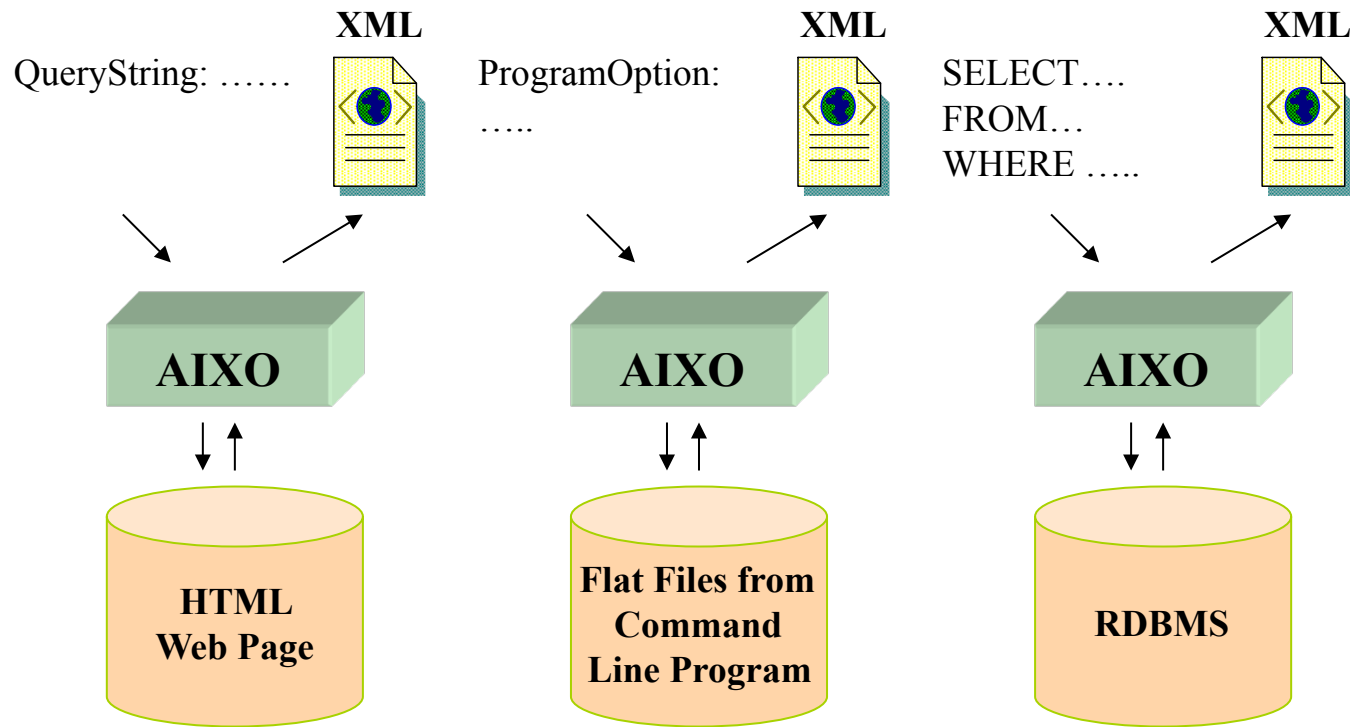 XML
QueryString: ……
AIXO
HTML
Web Page
XML
ProgramOption:
…..
AIXO
Flat Files from
Command
Line Program
XML
SELECT….
FROM…
WHERE …..
AIXO
RDBMS